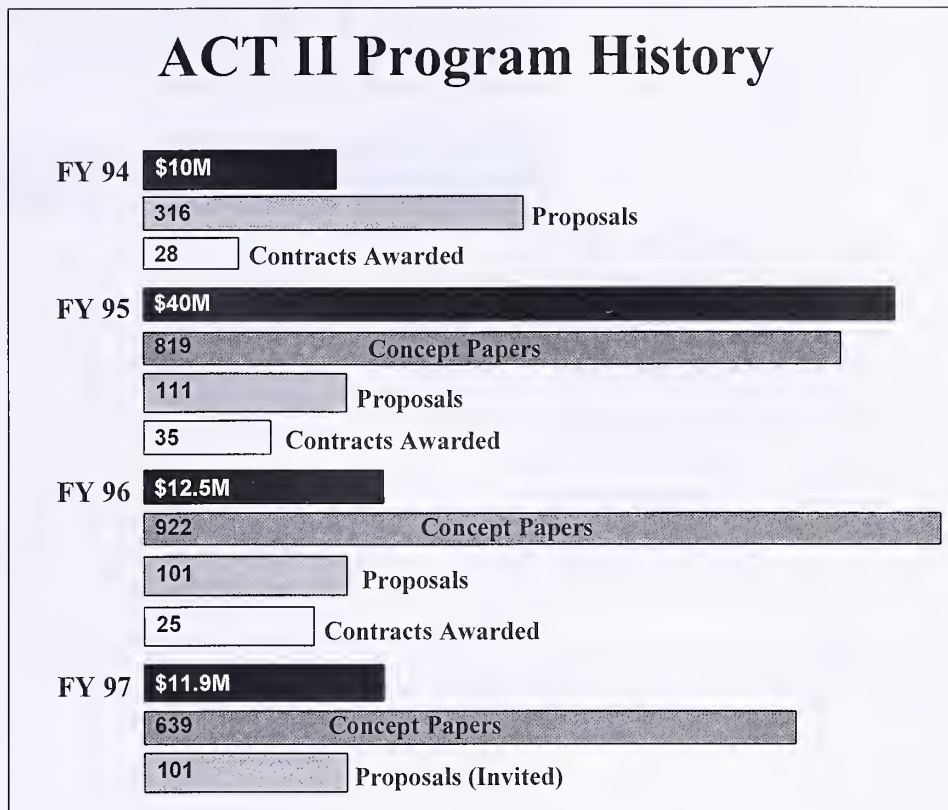 ACT II Program History
FY 94
$10M
316
Proposals
28
Contracts Awarded
FY 95
$40M
819
Concept Papers
111
Proposals
35
Contracts Awarded
FY 96
$12.5M
922
Concept Papers
101
Proposals
25
Contracts Awarded
FY 97
$11.9M
639
Concept Papers
101
Proposals (Invited)